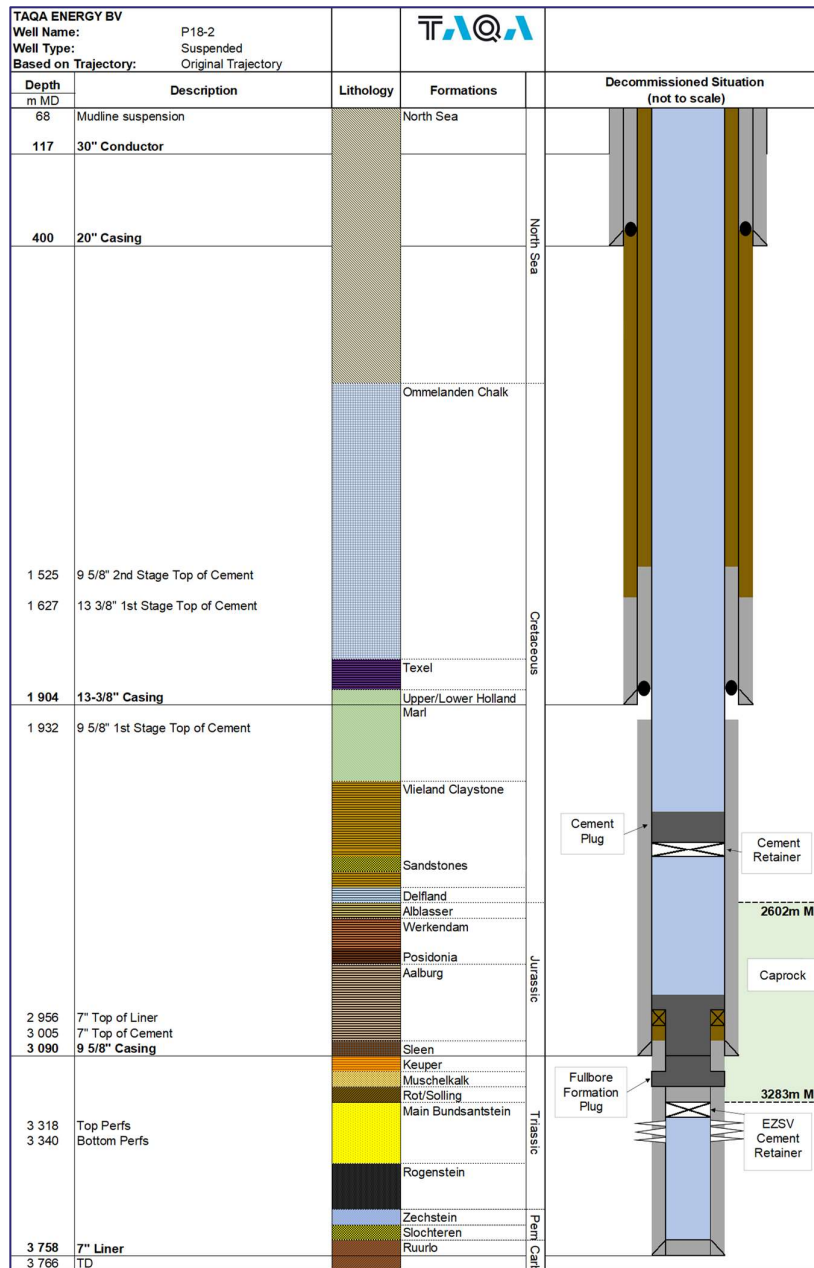 TAQA ENERGY BV
Well Name: P18-2
Well Type: Suspended
Based on Trajectory: Original Trajectory
TAQA
Depth
m MD
Description
Lithology
Formations
Decommissioned Situation
(not to scale)
68 Mudline suspension
North Sea
117 30" Conductor
400 20" Casing
North Sea
Ommelanden Chalk
1 525 9 5/8" 2nd Stage Top of Cement
1 627 13 3/8" 1st Stage Top of Cement
Cretaceous
Texel
1 904 13-3/8" Casing
Upper/Lower Holland
Marl
1 932 9 5/8" 1st Stage Top of Cement
Vlieland Claystone
Cement
Plug
Cement
Retainer
Sandstones
Delfland
Alblasser
2602m M
Werkendam
Posidonia
Jurassic
Aalburg
Caprock
2 956 7" Top of Liner
3 005 7" Top of Cement
3 090 9 5/8" Casing
Sleen
Keuper
Muschelkalk
Fullbore
Formation
Plug
Rot/Solling
3283m M
Main Bundsantstein
Triassic
3 318 Top Perfs
3 340 Bottom Perfs
EZSV
Cement
Retainer
Rogenstein
Zechstein
Perm
Slochteren
3 758 7" Liner
Ruurlo
Carb
3 766 TD